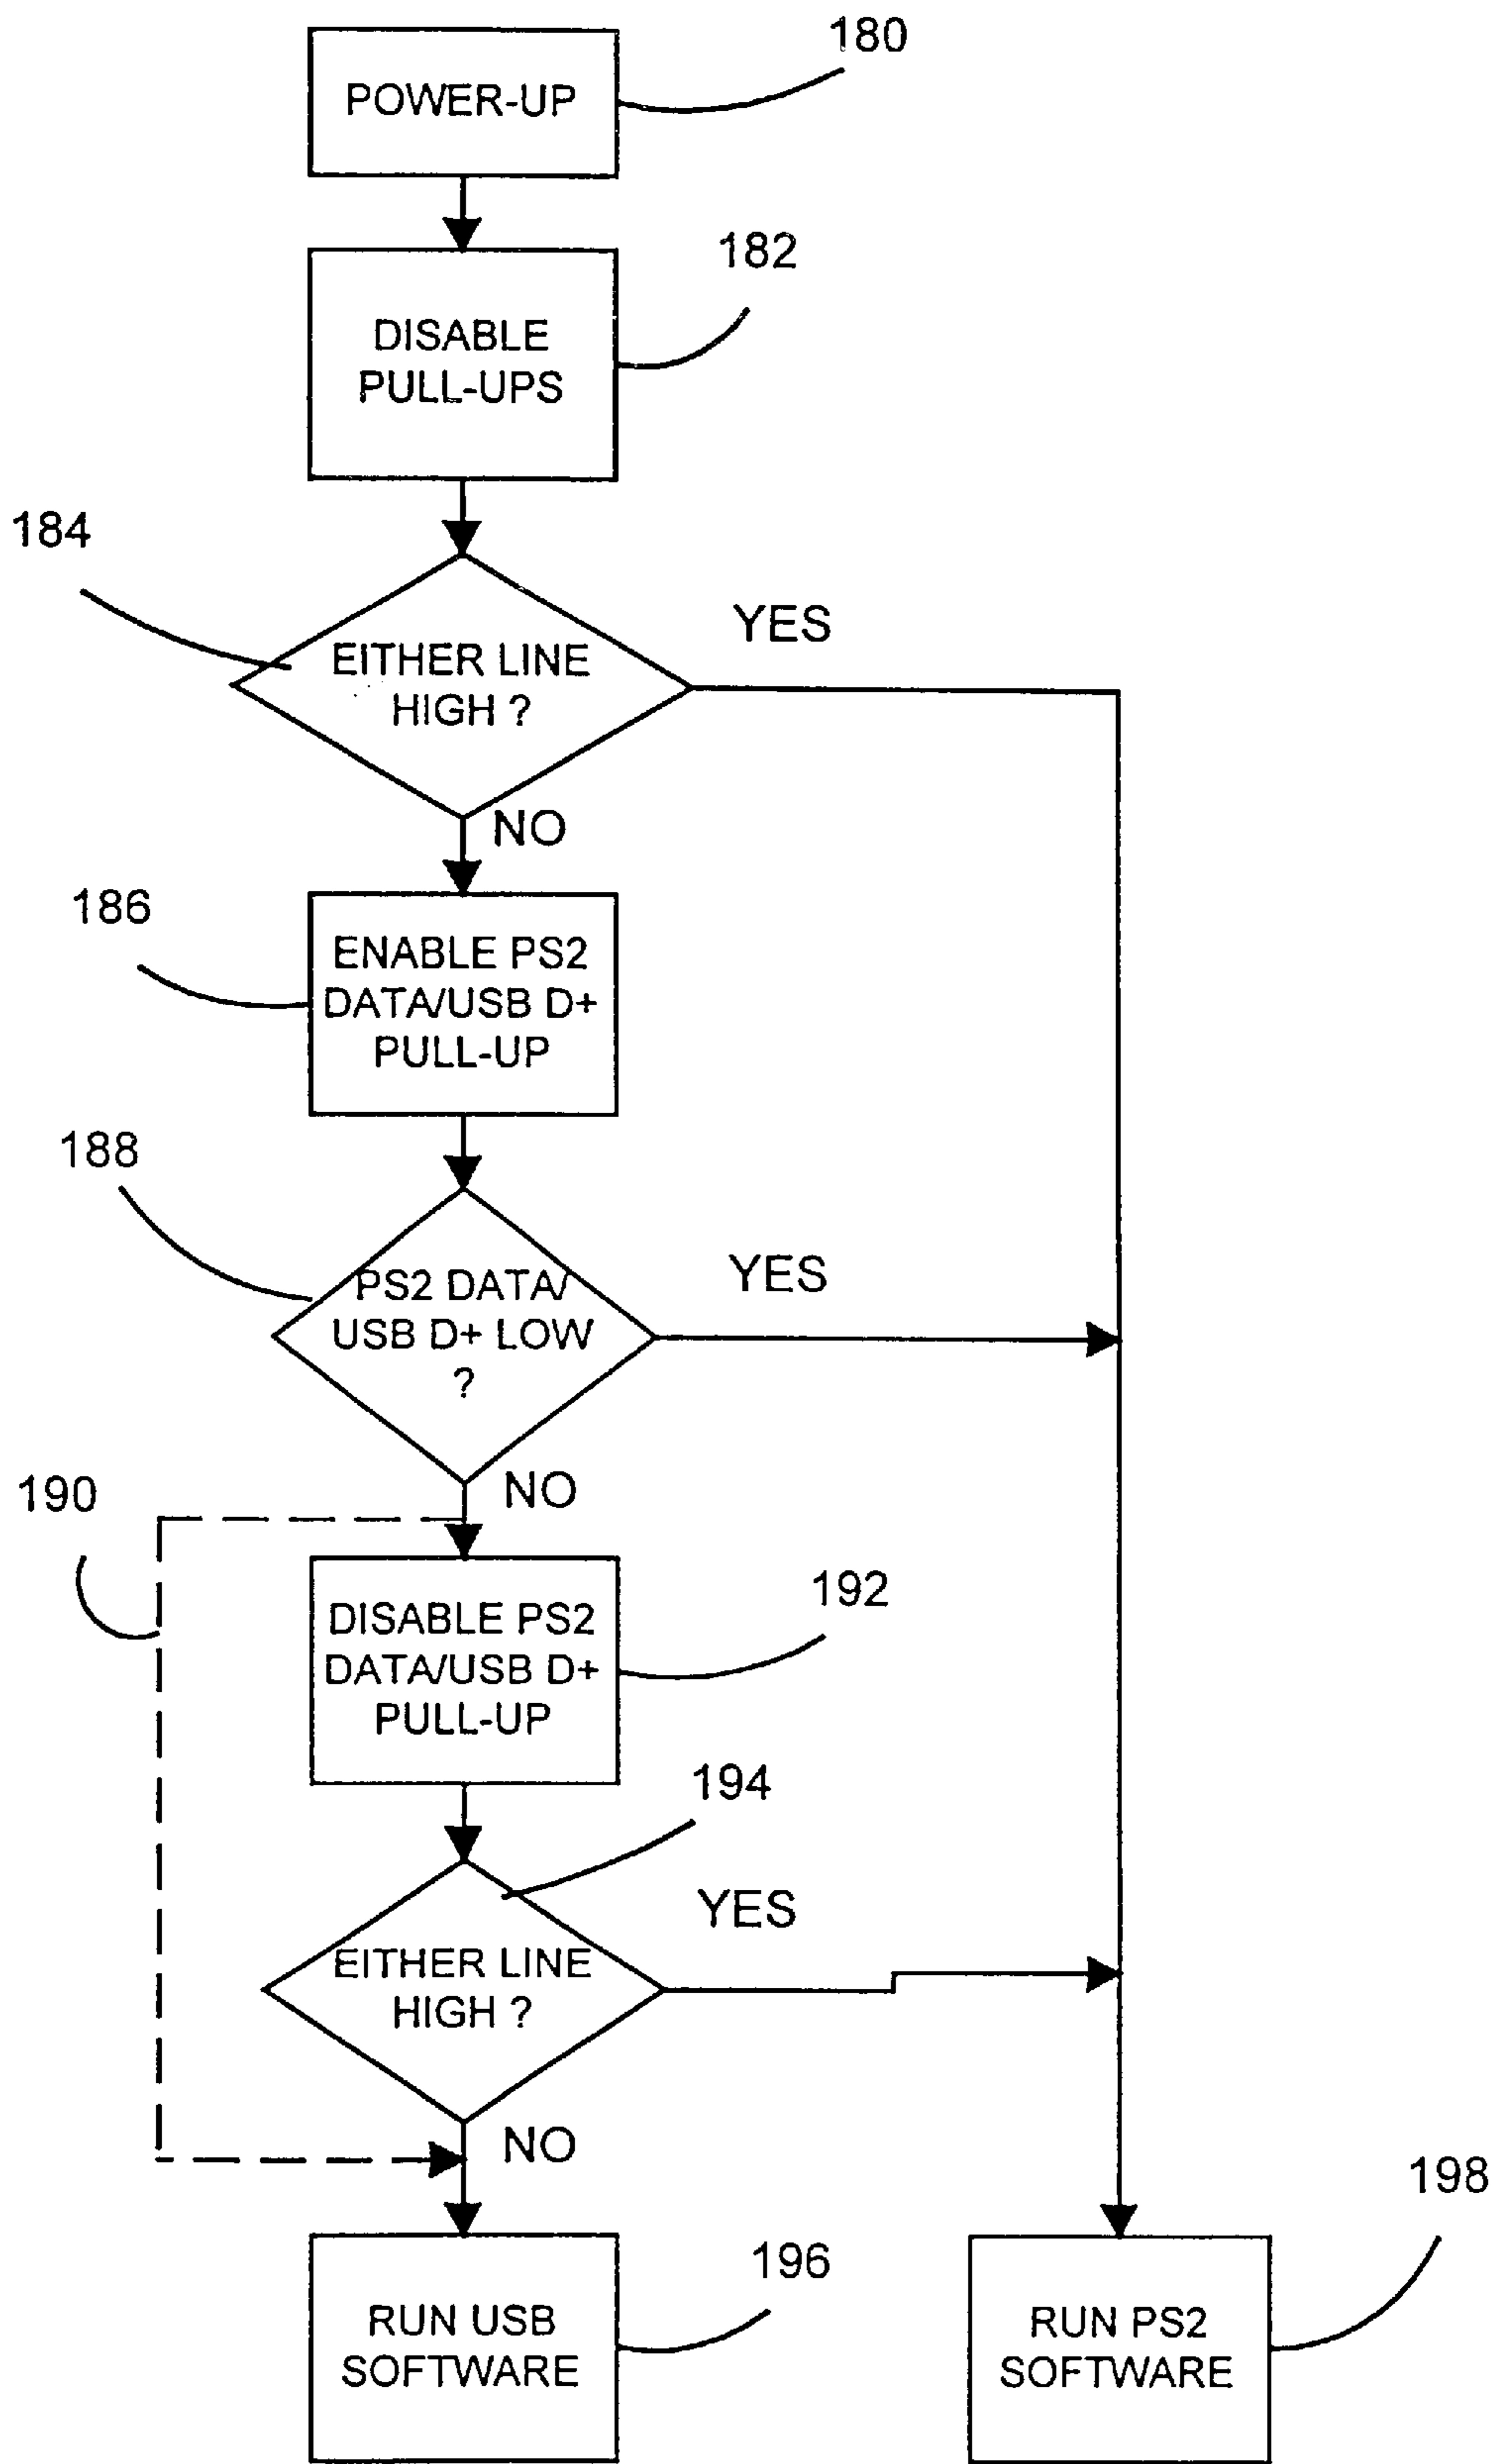 180
POWER-UP
182
DISABLE
PULL-UPS
184
YES
EITHER LINE
HIGH ?
NO
186
ENABLE PS2
DATA/USB D+
PULL-UP
188
YES
PS2 DATA/
USB D+ LOW
?
190
NO
192
DISABLE PS2
DATA/USB D+
PULL-UP
194
YES
EITHER LINE
HIGH ?
NO
198
196
RUN USB
SOFTWARE
RUN PS2
SOFTWARE